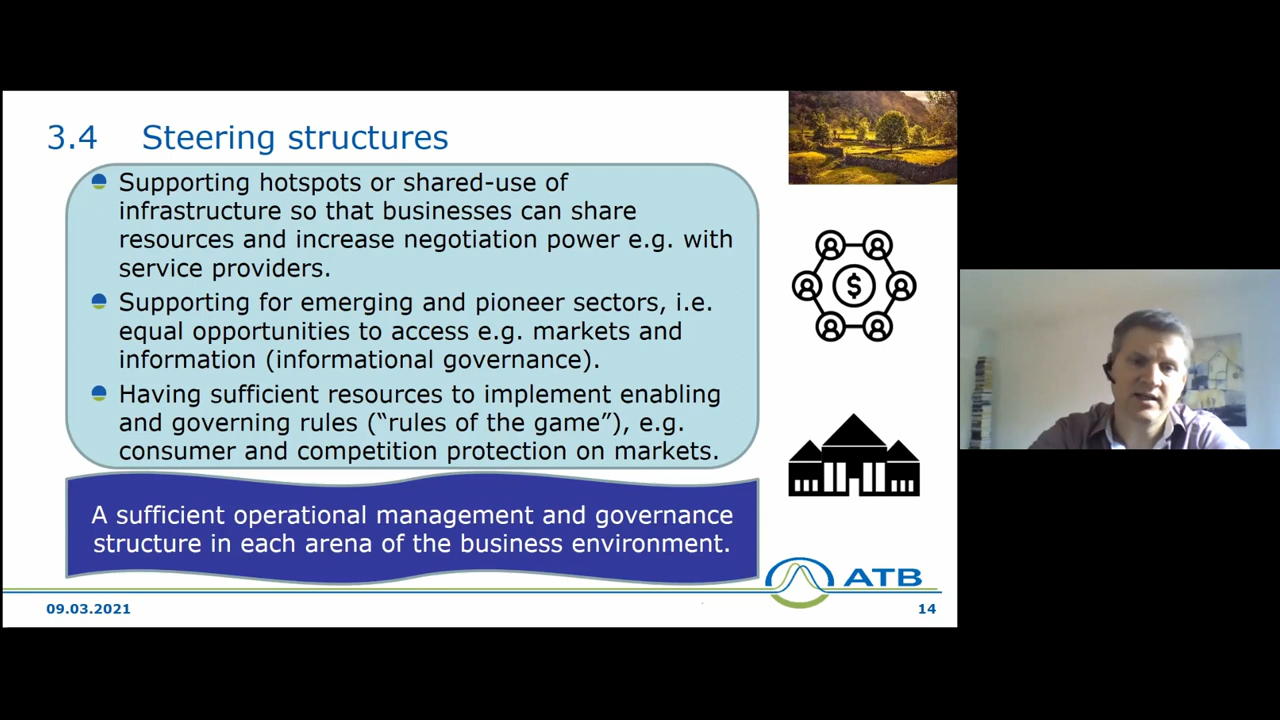 3.4 Steering structures
Supporting hotspots or shared-use of
infrastructure so that businesses can share
resources and increase negotiation power e.g. with
service providers.
Supporting for emerging and pioneer sectors, i.e.
equal opportunities to access e.g. markets and
information (informational governance).
Having sufficient resources to implement enabling
and governing rules (“rules of the game”), e.g.
consumer and competition protection on markets.
$
A sufficient operational management and governance
structure in each arena of the business environment.
ATB
09.03.2021
14